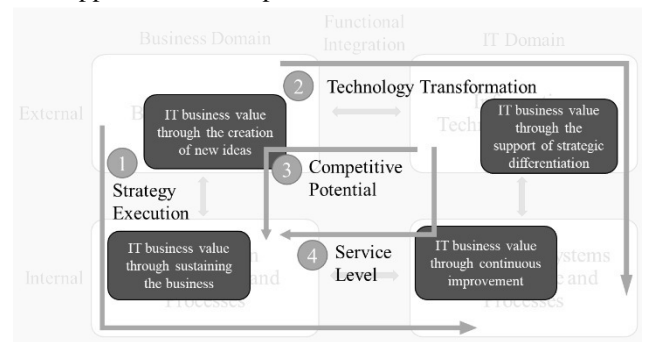 Business Domain
Functional
Integration
IT Domain
External
2 Technology Transformation
IT business value
through the creation
of new ideas
IT business value
through the
support of strategic
differentiation
1
Strategy
Execution
3 Competitive
Potential
IT business value
through sustaining
the business
4 Service
Level
IT business value
through continuous
improvement
Internal
Processes
and
Processes